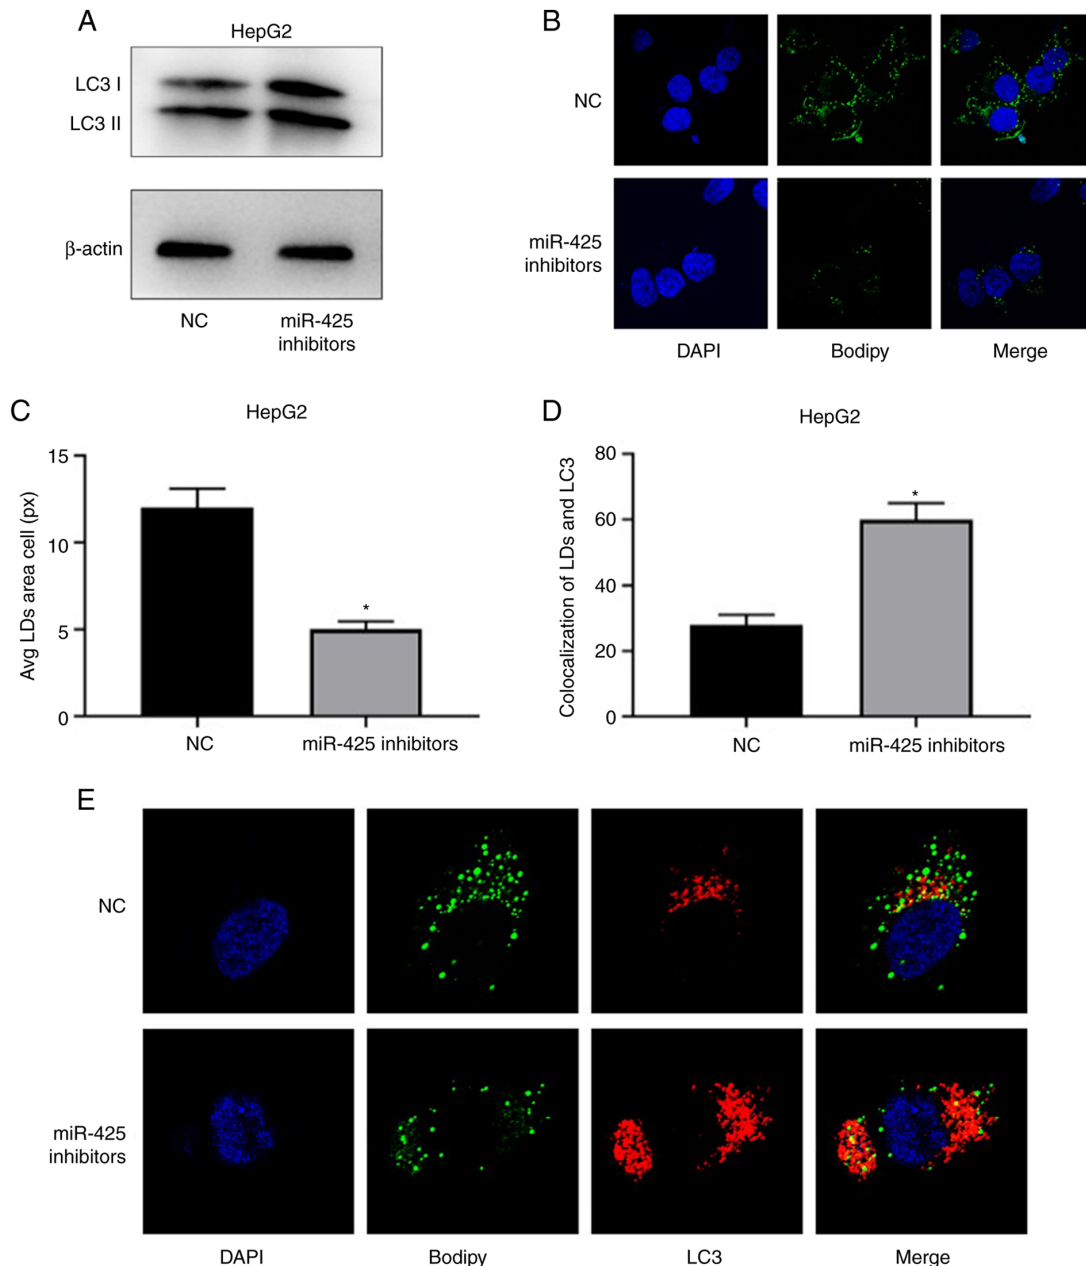 A
HepG2
LC3 I
LC3 II
β-actin
NC
miR-425
inhibitors
B
NC
miR-425
inhibitors
DAPI
Bodipy
Merge
C
HepG2
Avg LDs area cell (px)
15
10
5
0
*
NC
miR-425 inhibitors
D
HepG2
Colocalization of LDs and LC3
80
60
40
20
0
*
NC
miR-425 inhibitors
E
NC
miR-425
inhibitors
DAPI
Bodipy
LC3
Merge